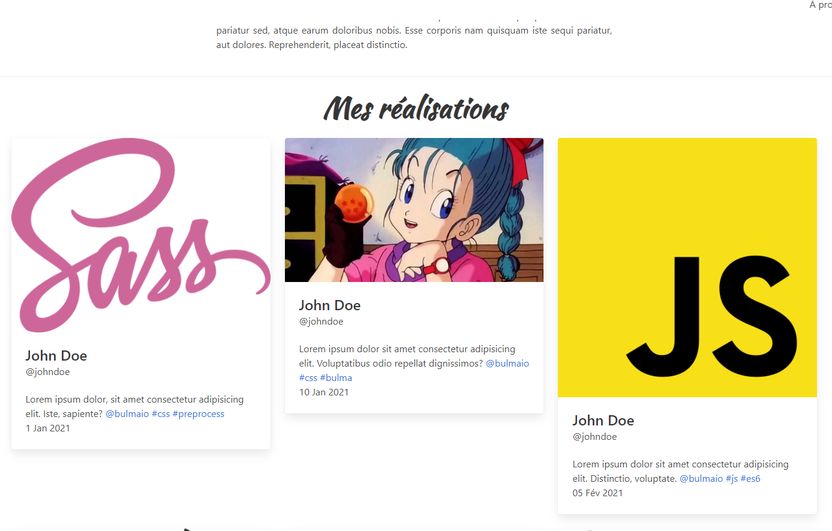 A pro
pariatur sed, atque earum doloribus nobis. Esse corporis nam quisquam iste sequi pariatur,
aut dolores. Reprehenderit, placeat distinctio.
Mes réalisations
Sass
John Doe
@johndoe
Lorem ipsum dolor, sit amet consectetur adipisicing
elit. Iste, sapiente? @bulmaio #css #preprocess
1 Jan 2021
John Doe
@johndoe
Lorem ipsum dolor sit amet consectetur adipisicing
elit. Voluptatibus odio repellat dignissimos? @bulmaio
#css #bulma
10 Jan 2021
JS
John Doe
@johndoe
Lorem ipsum dolor sit amet consectetur adipisicing
elit. Distinctio, voluptate. @bulmaio #js #es6
05 Fév 2021